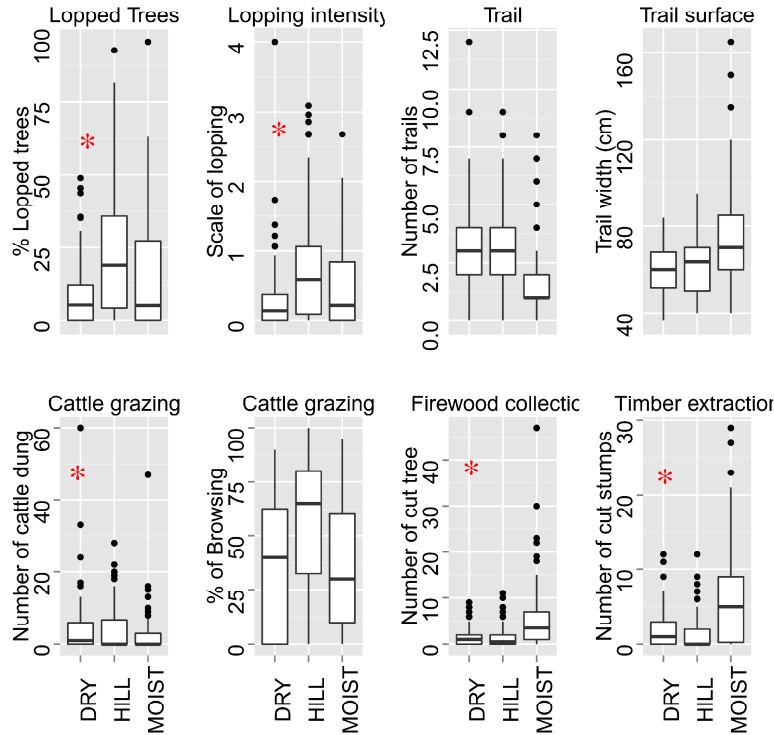 Lopped Trees
% Lopped trees
100
75
50
25
0
*
Lopping intensity
Scale of lopping
4
3
2
1
0
*
Trail
Number of trails
12.5
10.0
7.5
5.0
2.5
0.0
Trail surface
Trail width (cm)
160
120
80
40
Cattle grazing
Number of cattle dung
60
40
20
0
*
DRY
HILL
MOIST
Cattle grazing
% of Browsing
100
75
50
25
0
DRY
HILL
MOIST
Firewood collectic
Number of cut tree
40
30
20
10
0
*
DRY
HILL
MOIST
Timber extraction
Number of cut stumps
30
20
10
0
*
DRY
HILL
MOIST